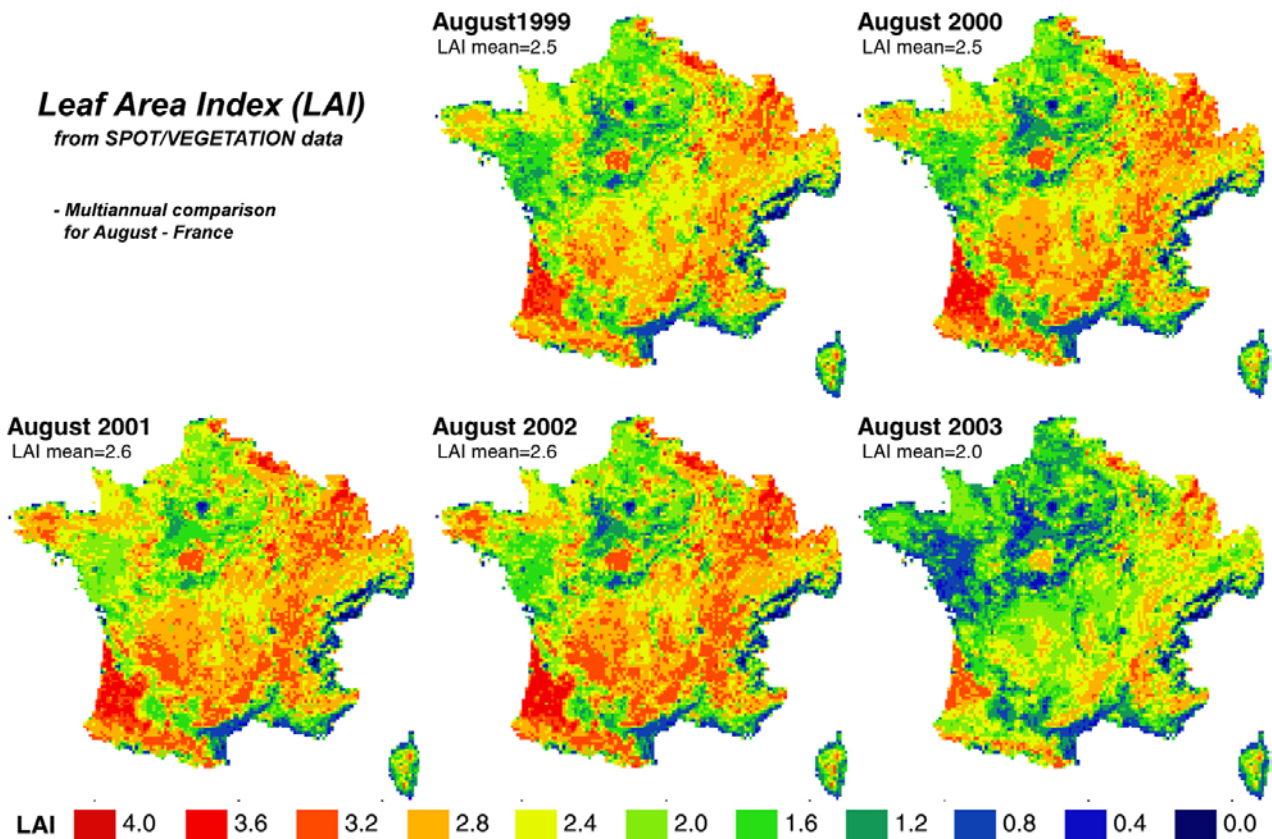 August1999
LAI mean=2.5
August 2000
LAI mean=2.5
Leaf Area Index (LAI)
from SPOT/VEGETATION data
- Multiannual comparison
for August - France
August 2001
LAI mean=2.6
August 2002
LAI mean=2.6
August 2003
LAI mean=2.0
LAI 4.0 3.6 3.2 2.8 2.4 2.0 1.6 1.2 0.8 0.4 0.0